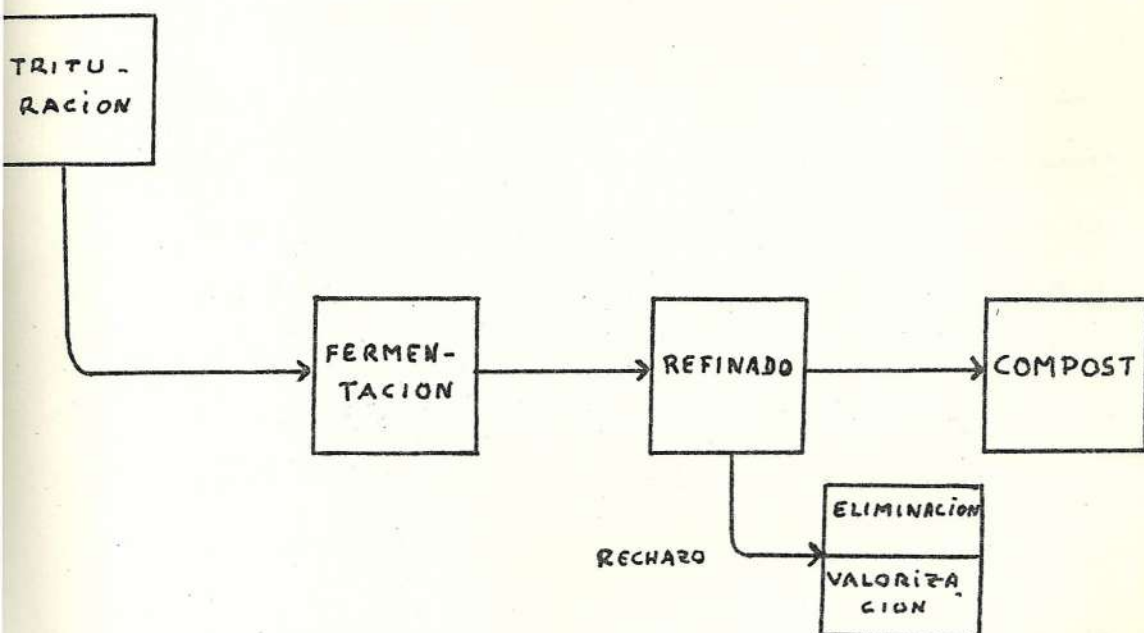 TRITU-
RACION
FERMEN-
TACION
REFINADO
COMPOST
RECHAZO
ELIMINACION
VALORIZA
CION